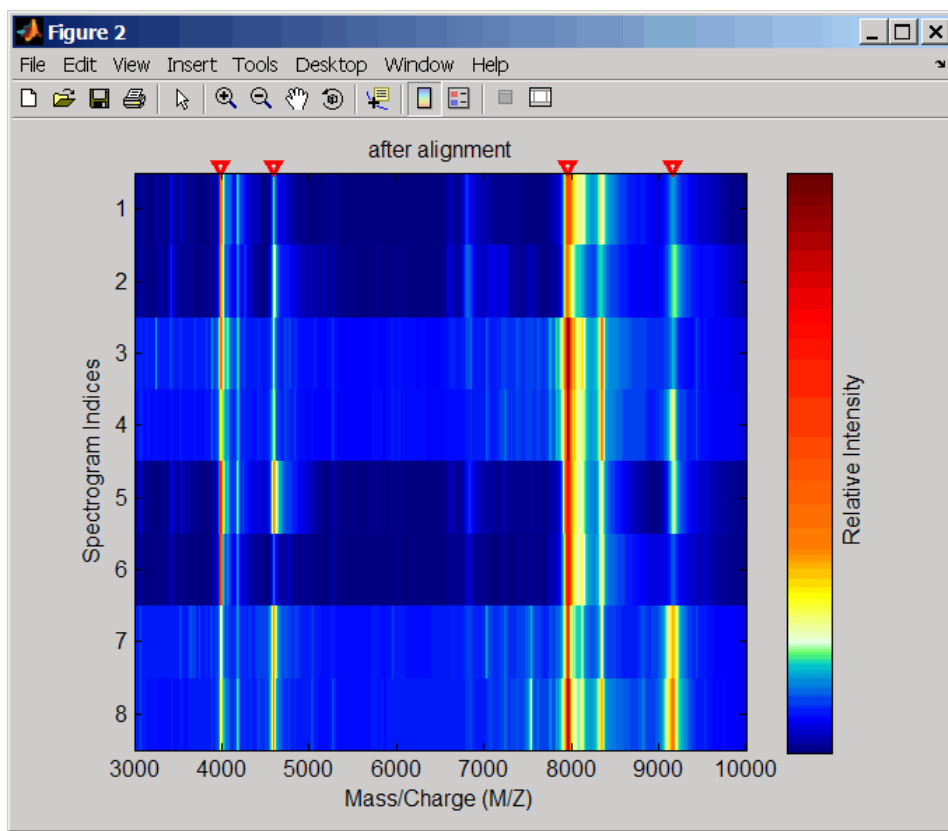 Figure 2
File Edit View Insert Tools Desktop Window Help
after alignment
1
2
3
4
5
6
7
8
Spectrogram Indices
3000 4000 5000 6000 7000 8000 9000 10000
Mass/Charge (M/Z)
Relative Intensity